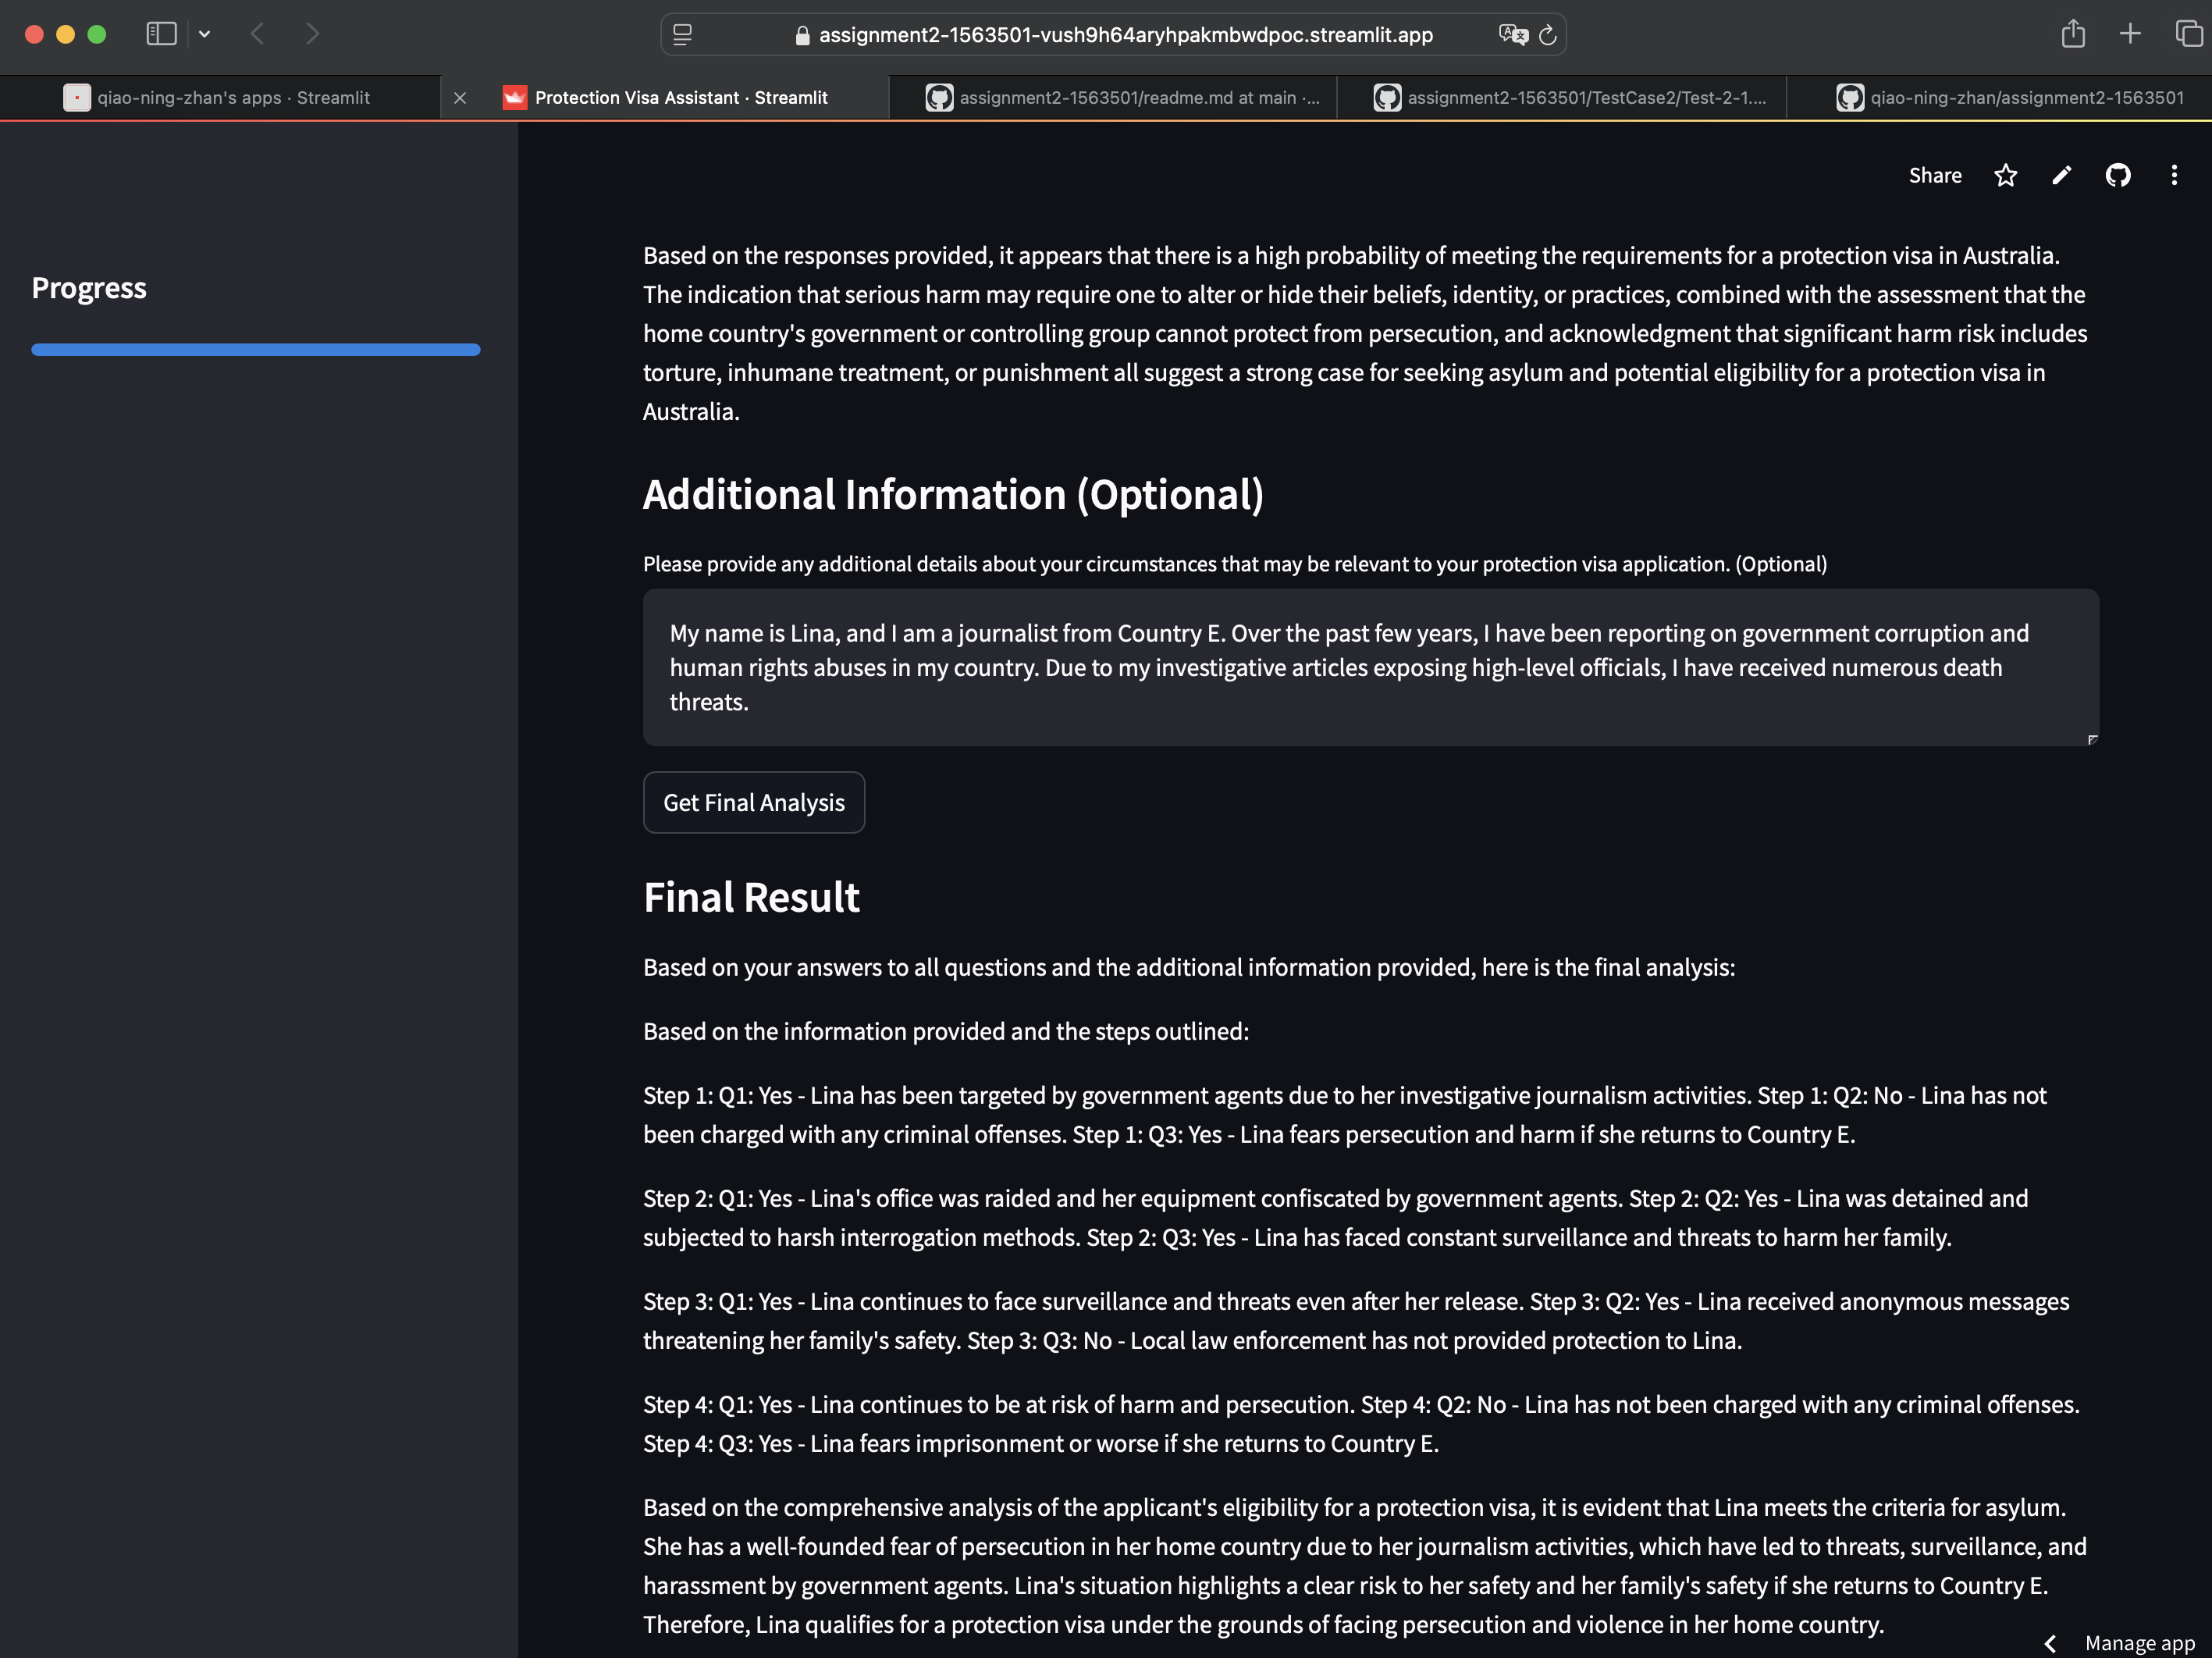 assignment2-1563501-vush9h64aryhpakmbwdpoc.streamlit.app
qiao-ning-zhan's apps · Streamlit
Protection Visa Assistant · Streamlit
assignment2-1563501/readme.md at main ·...
assignment2-1563501/TestCase2/Test-2-1....
qiao-ning-zhan/assignment2-1563501
Share
Progress
Based on the responses provided, it appears that there is a high probability of meeting the requirements for a protection visa in Australia.
The indication that serious harm may require one to alter or hide their beliefs, identity, or practices, combined with the assessment that the
home country's government or controlling group cannot protect from persecution, and acknowledgment that significant harm risk includes
torture, inhumane treatment, or punishment all suggest a strong case for seeking asylum and potential eligibility for a protection visa in
Australia.
Additional Information (Optional)
Please provide any additional details about your circumstances that may be relevant to your protection visa application. (Optional)
My name is Lina, and I am a journalist from Country E. Over the past few years, I have been reporting on government corruption and
human rights abuses in my country. Due to my investigative articles exposing high-level officials, I have received numerous death
threats.
Get Final Analysis
Final Result
Based on your answers to all questions and the additional information provided, here is the final analysis:
Based on the information provided and the steps outlined:
Step 1: Q1: Yes - Lina has been targeted by government agents due to her investigative journalism activities. Step 1: Q2: No - Lina has not
been charged with any criminal offenses. Step 1: Q3: Yes - Lina fears persecution and harm if she returns to Country E.
Step 2: Q1: Yes - Lina's office was raided and her equipment confiscated by government agents. Step 2: Q2: Yes - Lina was detained and
subjected to harsh interrogation methods. Step 2: Q3: Yes - Lina has faced constant surveillance and threats to harm her family.
Step 3: Q1: Yes - Lina continues to face surveillance and threats even after her release. Step 3: Q2: Yes - Lina received anonymous messages
threatening her family's safety. Step 3: Q3: No - Local law enforcement has not provided protection to Lina.
Step 4: Q1: Yes - Lina continues to be at risk of harm and persecution. Step 4: Q2: No - Lina has not been charged with any criminal offenses.
Step 4: Q3: Yes - Lina fears imprisonment or worse if she returns to Country E.
Based on the comprehensive analysis of the applicant's eligibility for a protection visa, it is evident that Lina meets the criteria for asylum.
She has a well-founded fear of persecution in her home country due to her journalism activities, which have led to threats, surveillance, and
harassment by government agents. Lina's situation highlights a clear risk to her safety and her family's safety if she returns to Country E.
Therefore, Lina qualifies for a protection visa under the grounds of facing persecution and violence in her home country.
Manage app